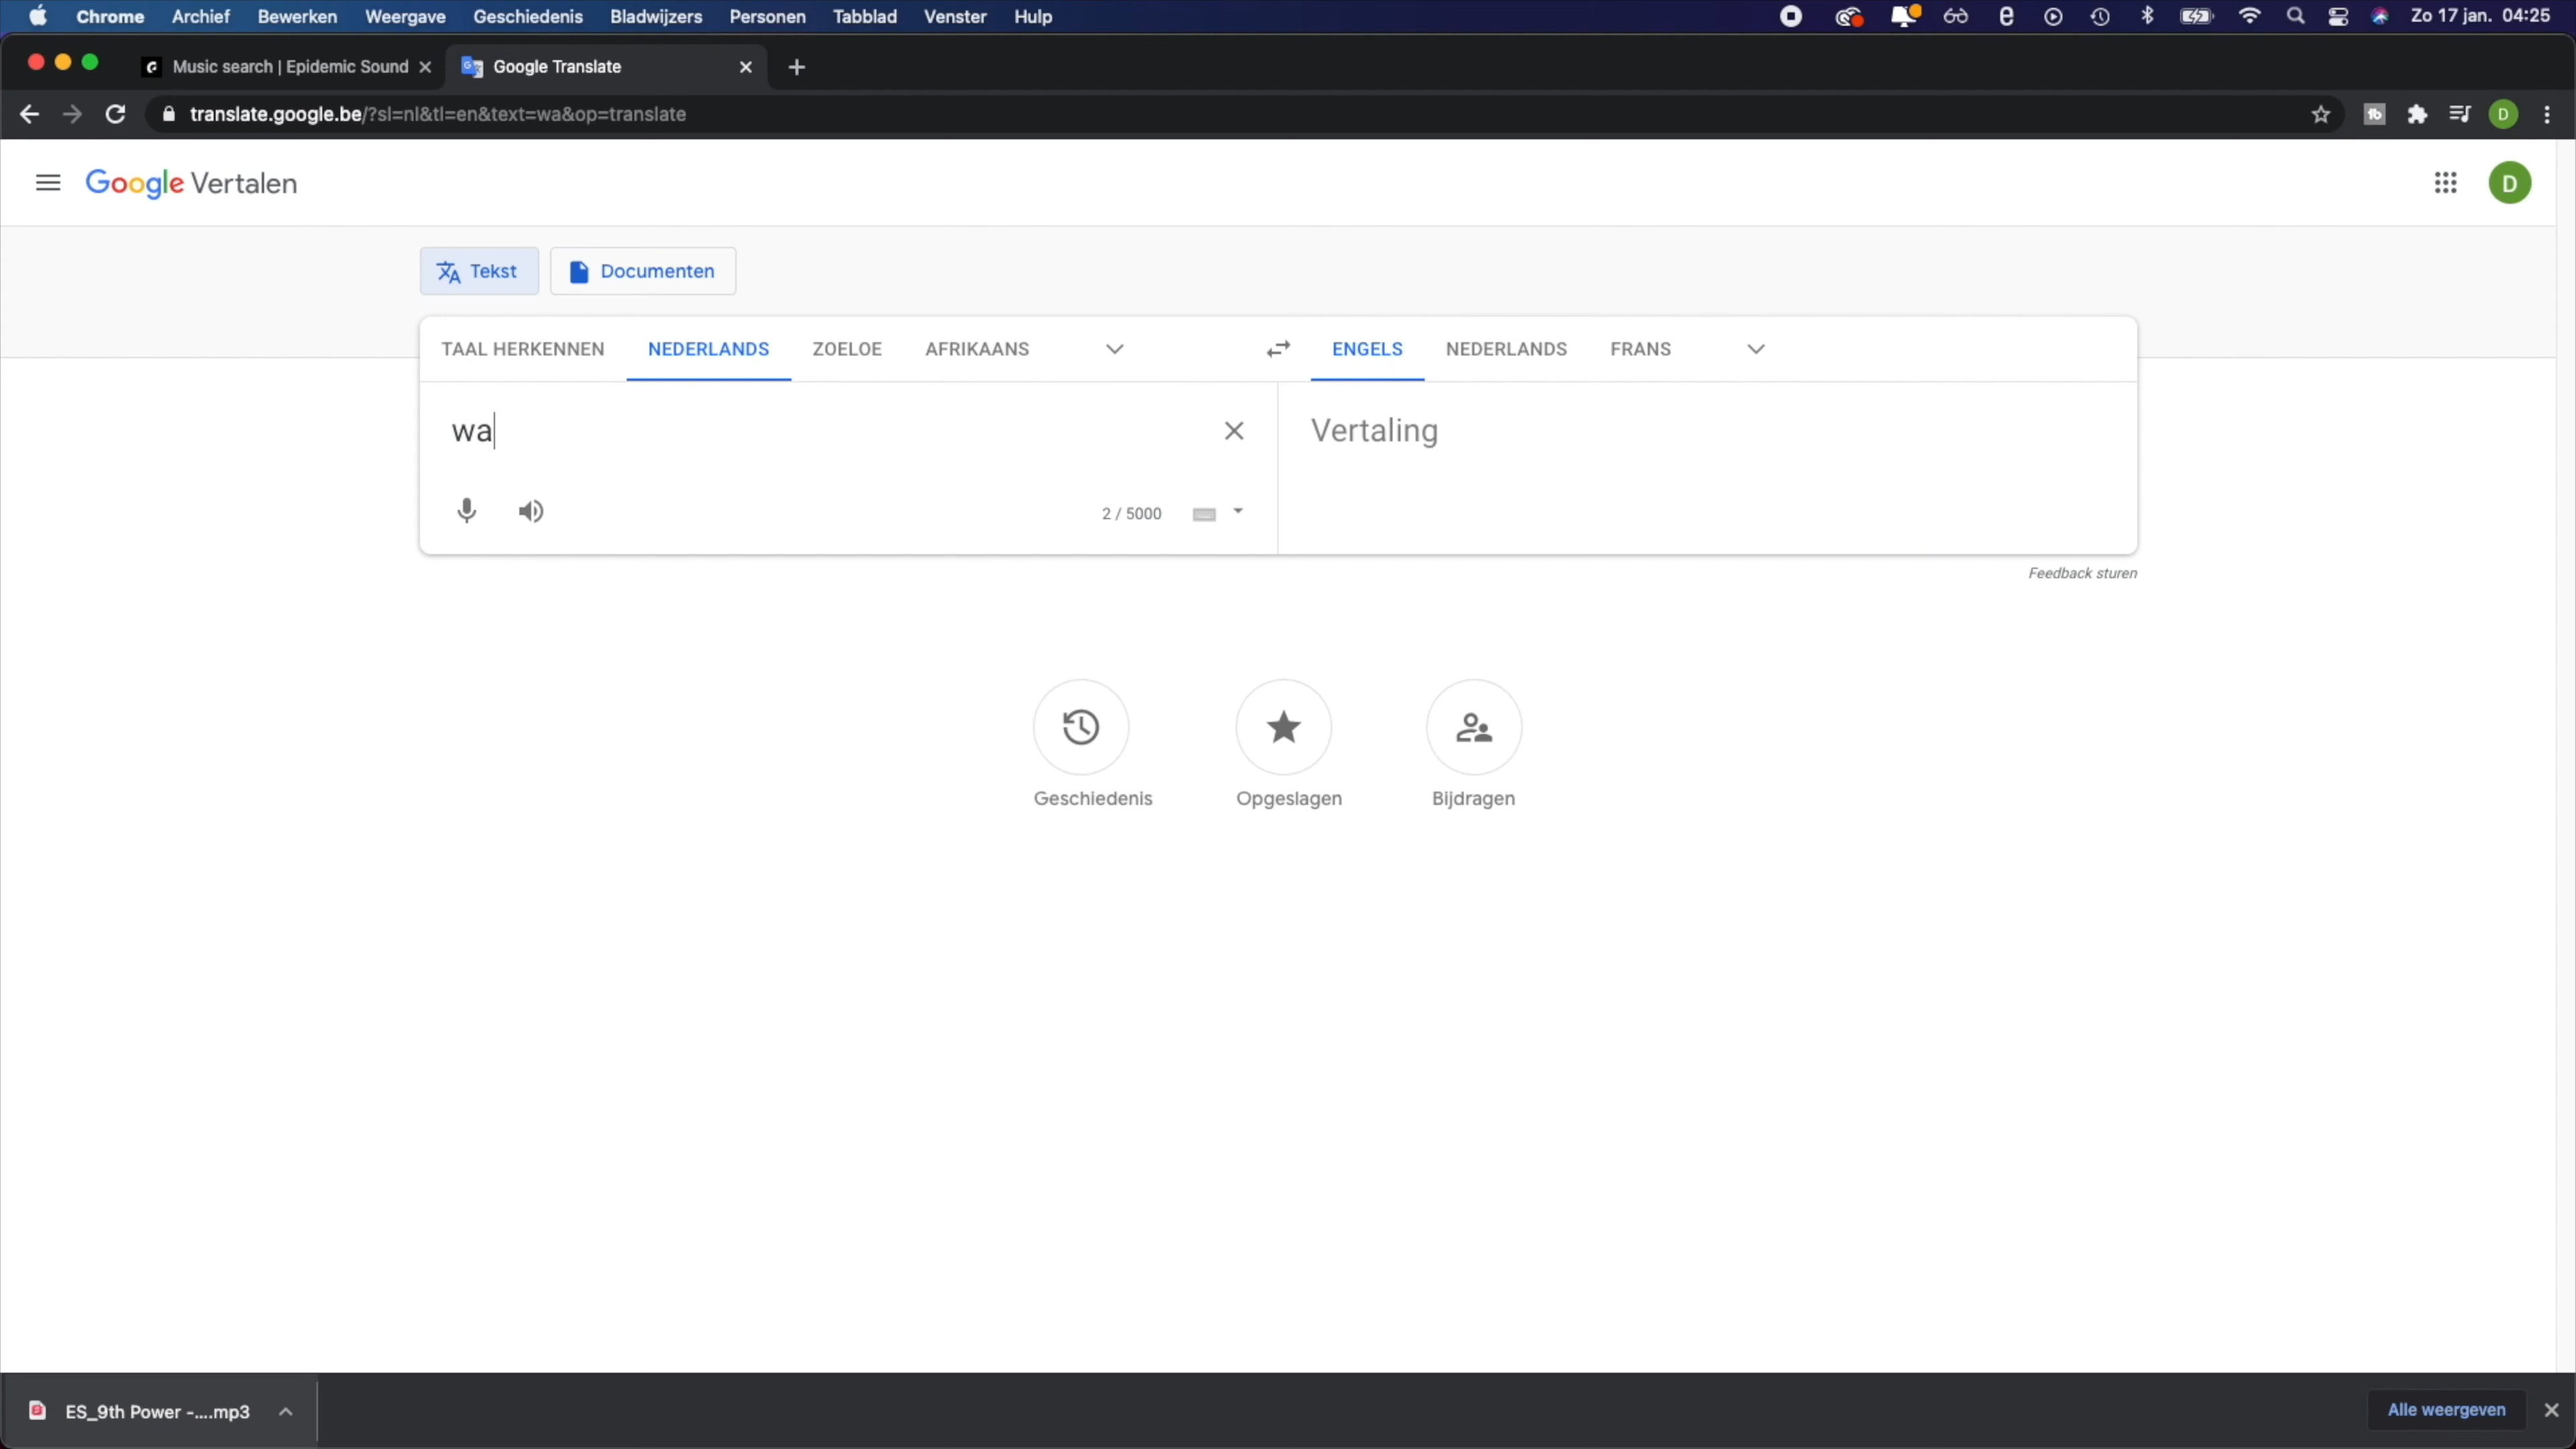 Chrome Archief Bewerken Weergave Geschiedenis Bladwijzers Personen Tabblad Venster Hulp Zo 17 jan. 04:25
Music search | Epidemic Sound Google Translate
translate.google.be/?sl=nl&tl=en&text=wa&op=translate
D
Google Vertalen
D
Tekst Documenten
TAAL HERKENNEN NEDERLANDS ZOELOE AFRIKAANS ENGELS NEDERLANDS FRANS
wa Vertaling
2 / 5000
Feedback sturen
Geschiedenis Opgeslagen Bijdragen
ES_9th Power -....mp3 Alle weergeven